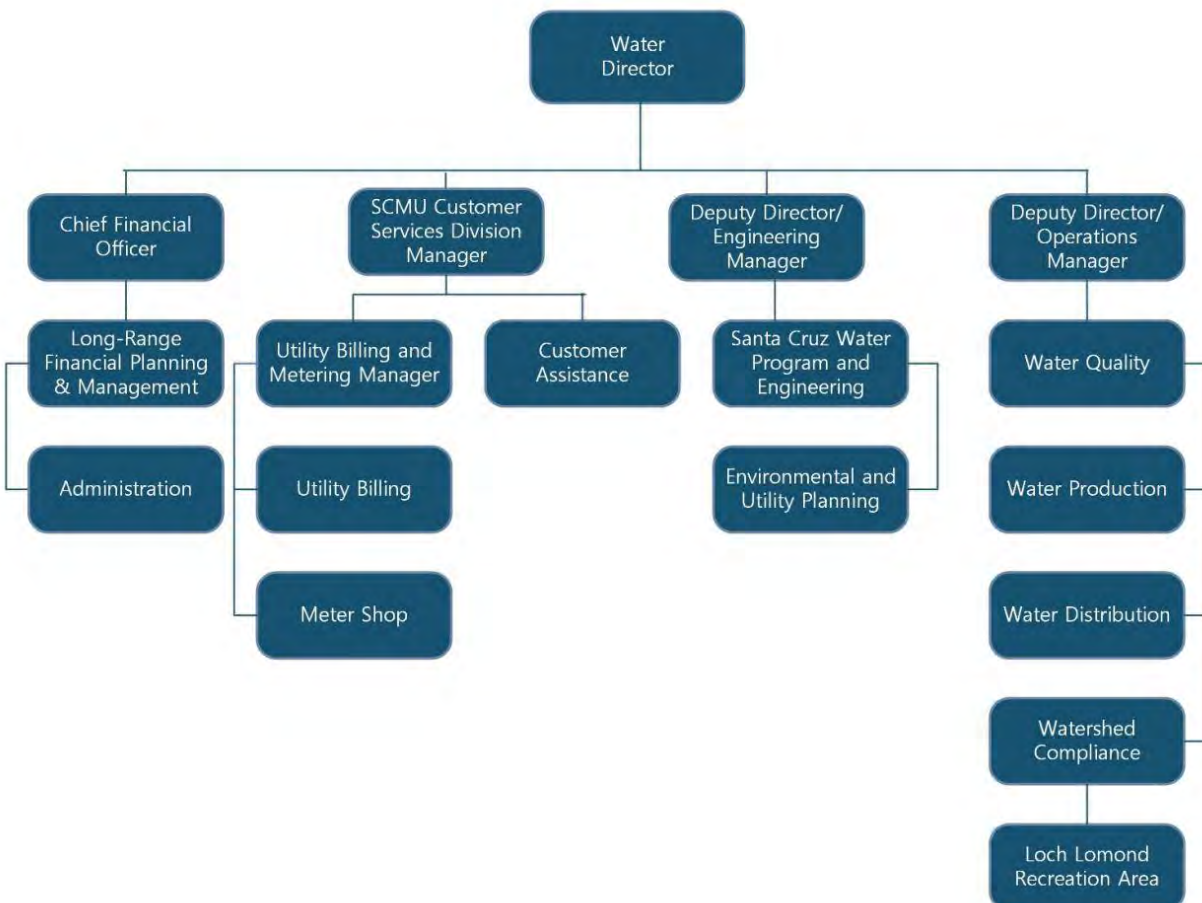 Water
Director
Chief Financial
Officer
SCMU Customer
Services Division
Manager
Deputy Director/
Engineering
Manager
Deputy Director/
Operations
Manager
Long-Range
Financial Planning
& Management
Utility Billing and
Metering Manager
Customer
Assistance
Santa Cruz Water
Program and
Engineering
Water Quality
Administration
Utility Billing
Environmental and
Utility Planning
Water Production
Meter Shop
Water Distribution
Watershed
Compliance
Loch Lomond
Recreation Area